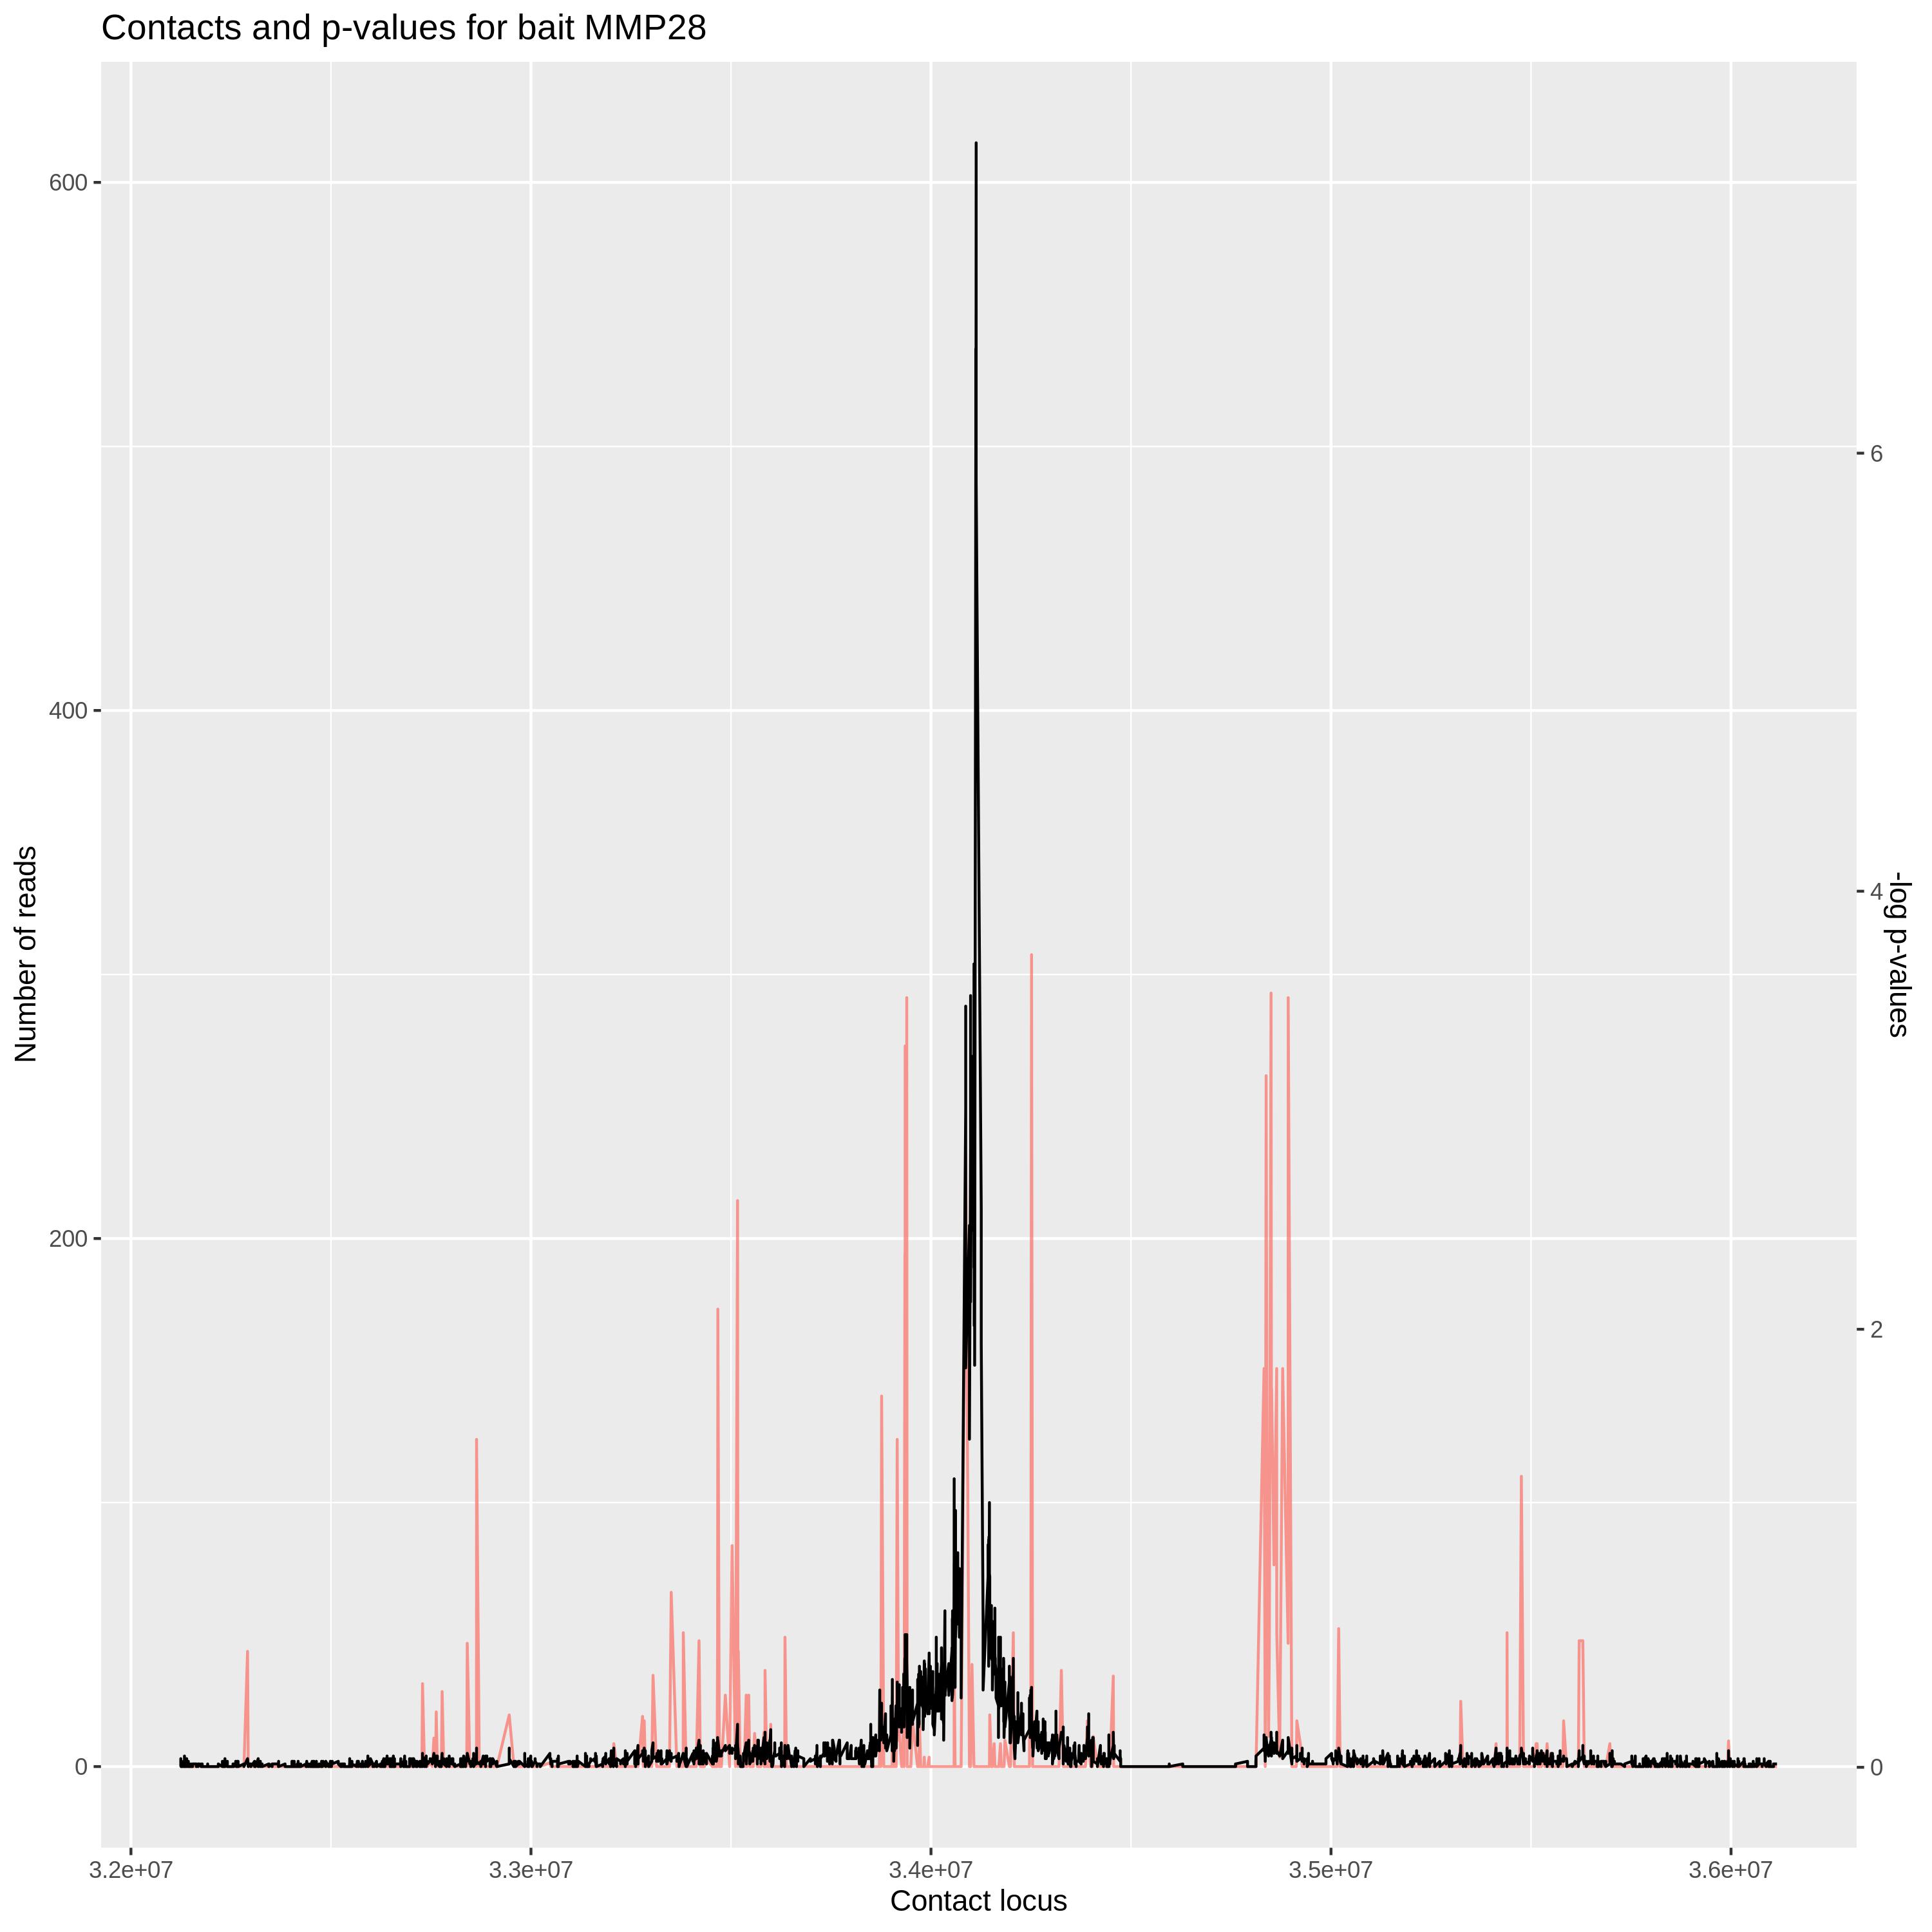 Contacts and p-values for bait MMP28
600
400
200
0
Number of reads
6
4
2
0
-log p-values
3.2e+07 3.3e+07 3.4e+07 3.5e+07 3.6e+07
Contact locus